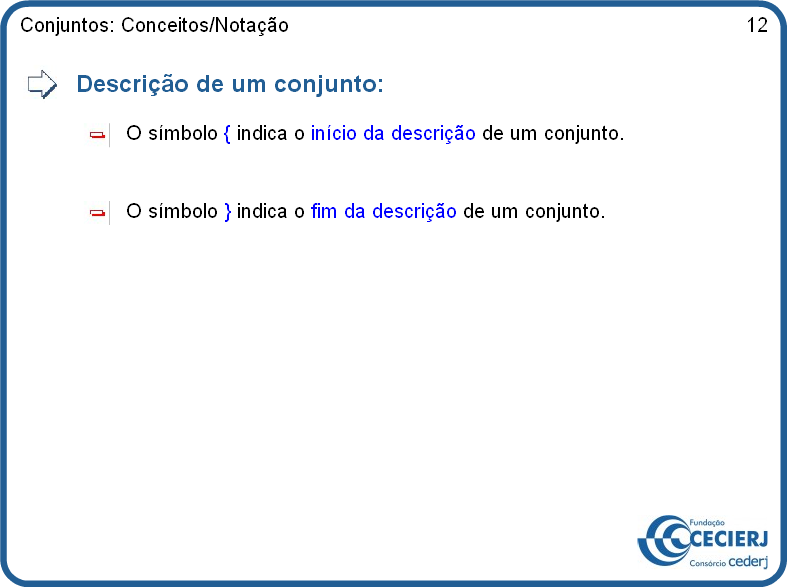 Conjuntos: Conceitos/Notação 12
Descrição de um conjunto:
O símbolo { indica o início da descrição de um conjunto.
O símbolo } indica o fim da descrição de um conjunto.
Fundação
CECIERJ
Consórcio cederj